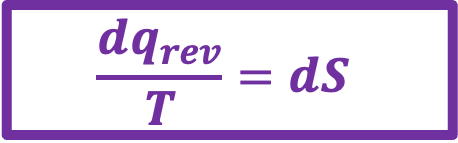 dq_rev/T = dS